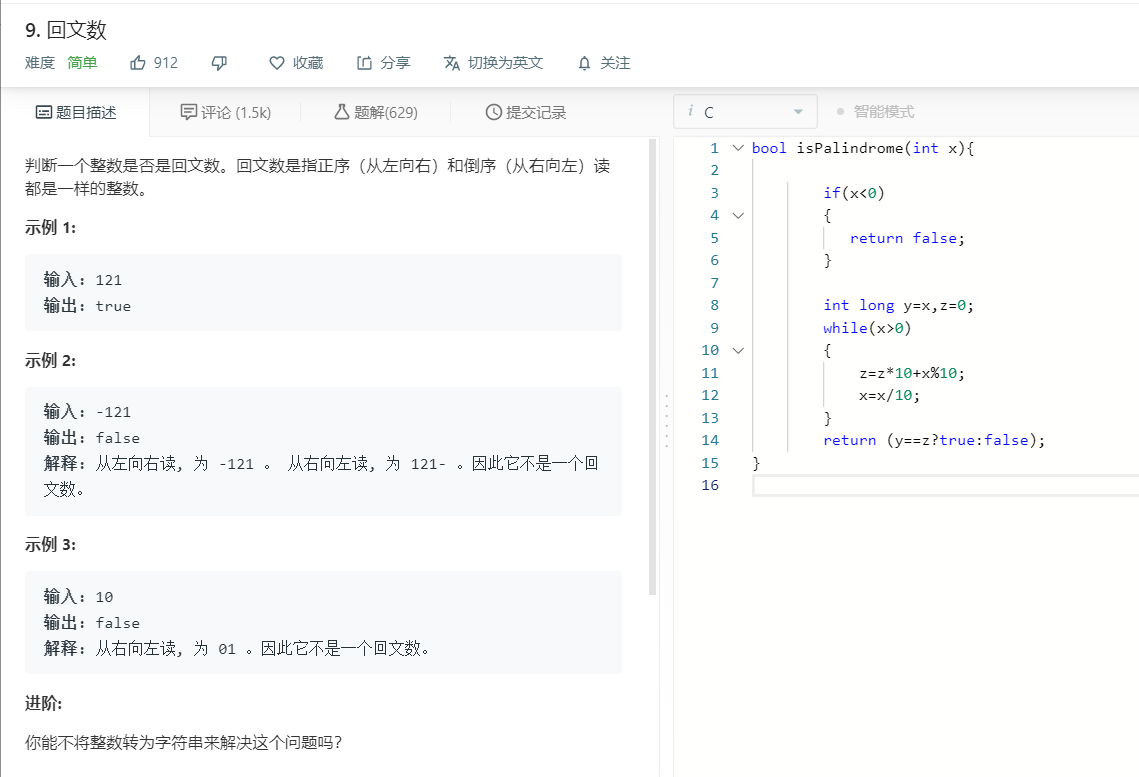 9. 回文数
难度 简单 912 收藏 分享 切换为英文 关注
题目描述 评论 (1.5k) 题解(629) 提交记录
判断一个整数是否是回文数。回文数是指正序（从左向右）和倒序（从右向左）读
都是一样的整数。
示例 1:
输入: 121
输出: true
示例 2:
输入: -121
输出: false
解释: 从左向右读, 为 -121 。 从右向左读, 为 121- 。因此它不是一个回
文数。
示例 3:
输入: 10
输出: false
解释: 从右向左读, 为 01 。因此它不是一个回文数。
进阶:
你能不将整数转为字符串来解决这个问题吗?
i C 智能模式
1 bool isPalindrome(int x){
2
3 if(x<0)
4 {
5 return false;
6 }
7
8 int long y=x,z=0;
9 while(x>0)
10 {
11 z=z*10+x%10;
12 x=x/10;
13 }
14 return (y==z?true:false);
15 }
16